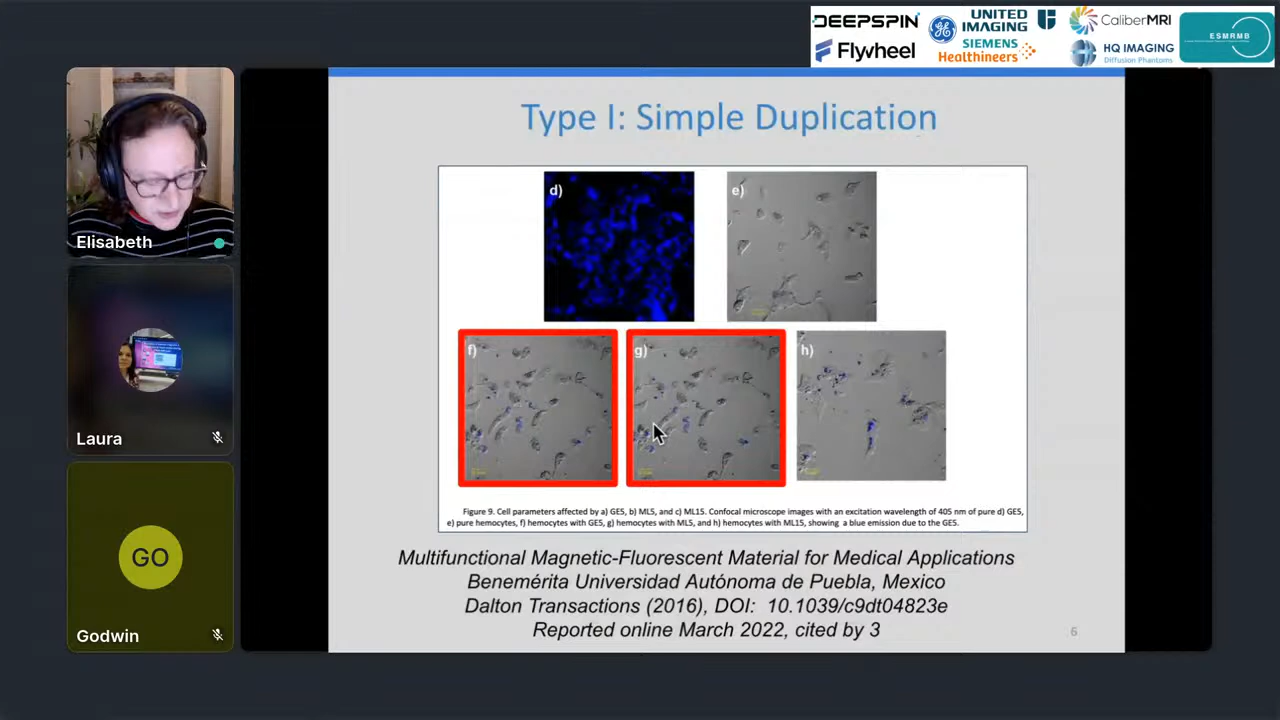 DEEPSPIN
UNITED
IMAGING
CaliberMRI
ESMRMB
Flywheel
SIEMENS
Healthineers
HQ IMAGING
Diffusion Phantoms
Type I: Simple Duplication
d)
e)
f)
g)
h)
Figure 9. Cell parameters affected by a) GE5, b) ML5, and c) ML15. Confocal microscope images with an excitation wavelength of 405 nm of pure d) GE5,
e) pure hemocytes, f) hemocytes with GE5, g) hemocytes with ML5, and h) hemocytes with ML15, showing a blue emission due to the GE5.
Multifunctional Magnetic-Fluorescent Material for Medical Applications
Benemérita Universidad Autónoma de Puebla, Mexico
Dalton Transactions (2016), DOI: 10.1039/c9dt04823e
Reported online March 2022, cited by 3
6
Elisabeth
Laura
GO
Godwin